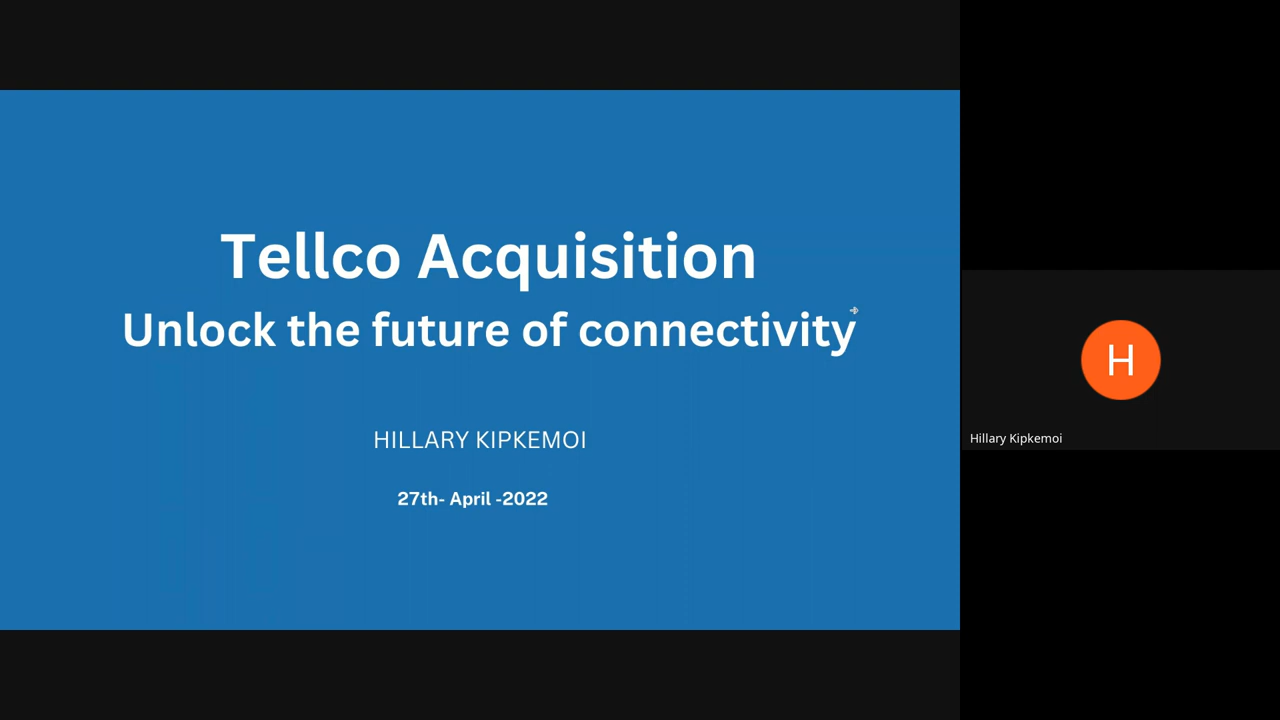 Tellco Acquisition
Unlock the future of connectivity
HILLARY KIPKEMOI
27th- April -2022
H
Hillary Kipkemoi